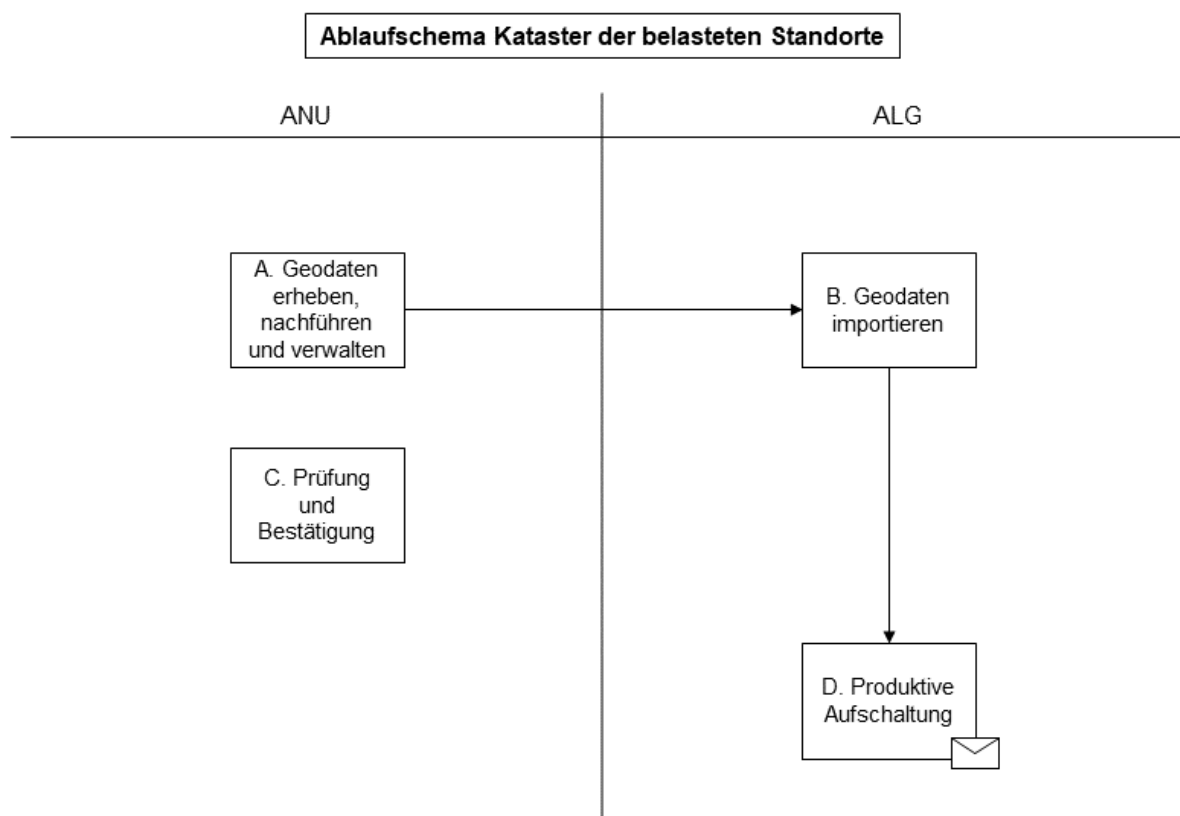 Ablaufschema Kataster der belasteten Standorte
ANU
ALG
A. Geodaten
erheben,
nachführen
und verwalten
B. Geodaten
importieren
C. Prüfung
und
Bestätigung
D. Produktive
Aufschaltung